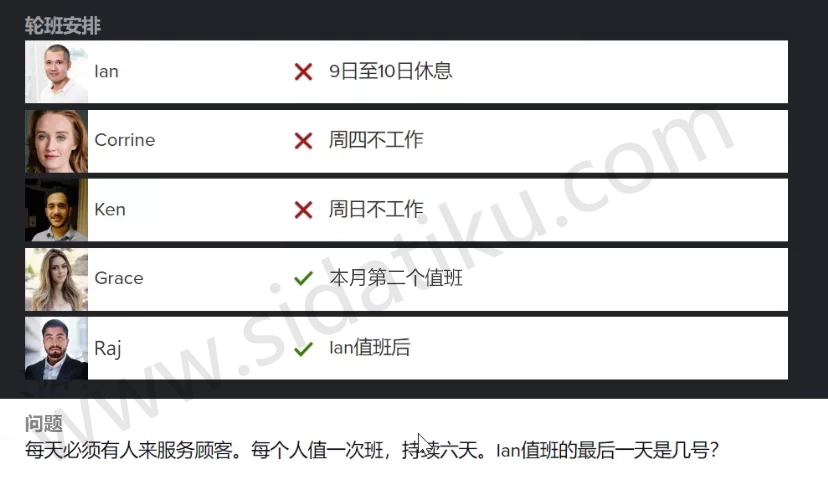 轮班安排
Ian 9日至10日休息
Corrine 周四不工作
Ken 周日不工作
Grace 本月第二个值班
Raj Ian值班后
www.sidatiku.com
问题
每天必须有人来服务顾客。每个人值一次班，持续六天。Ian值班的最后一天是几号？